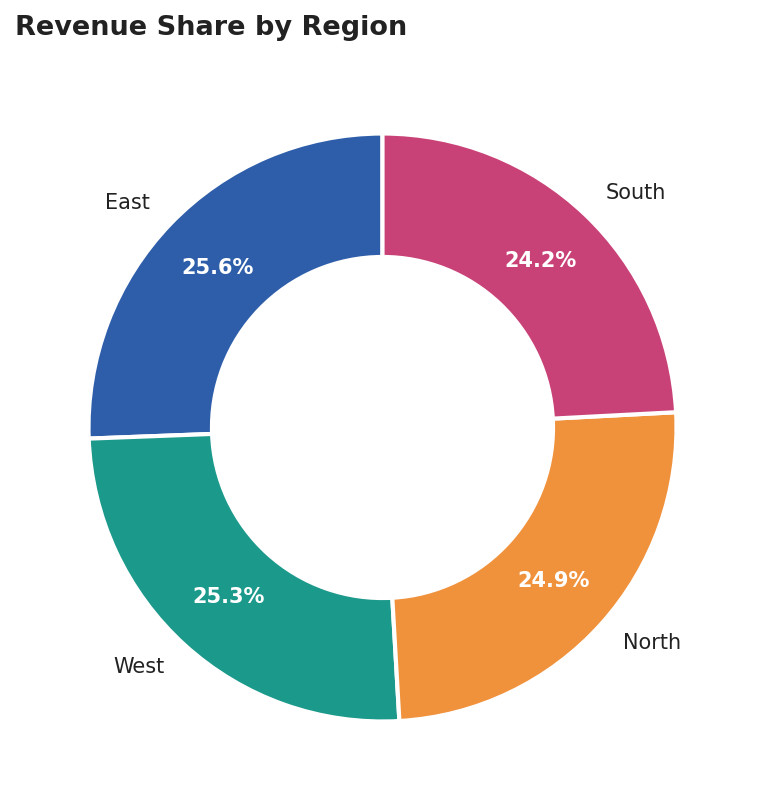 Revenue Share by Region
East
South
25.6%
24.2%
25.3%
24.9%
West
North